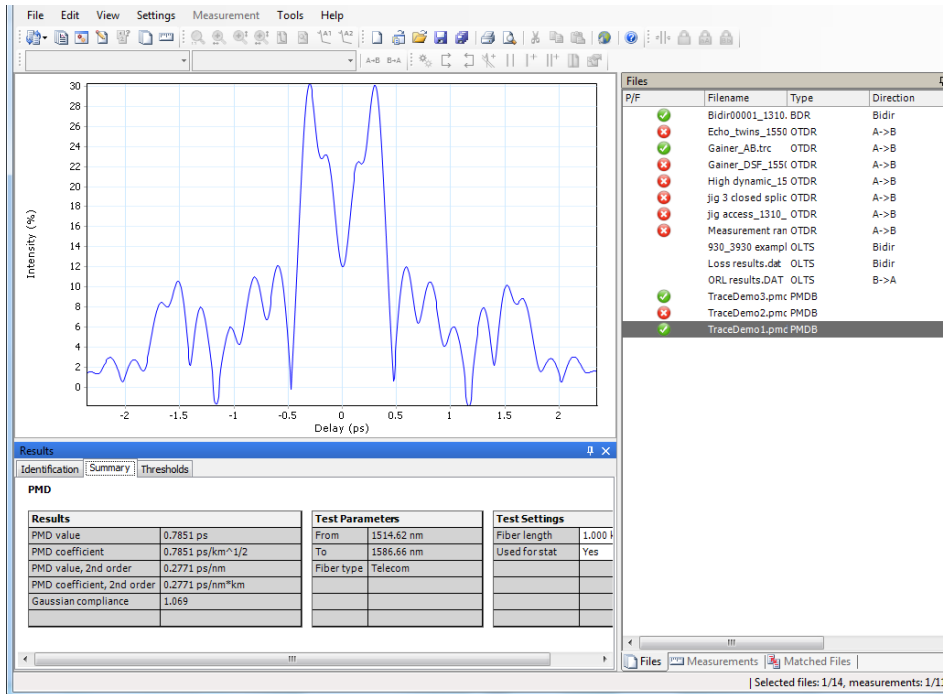 File Edit View Settings Measurement Tools Help
A→B B→A
30
28
26
24
22
20
18
16
14
12
10
8
6
4
2
0
Intensity (%)
-2 -1.5 -1 -0.5 0 0.5 1 1.5 2
Delay (ps)
Results
Identification Summary Thresholds
PMD
Results
PMD value 0.7851 ps
PMD coefficient 0.7851 ps/km^1/2
PMD value, 2nd order 0.2771 ps/nm
PMD coefficient, 2nd order 0.2771 ps/nm*km
Gaussian compliance 1.069
Test Parameters
From 1514.62 nm
To 1586.66 nm
Fiber type Telecom
Test Settings
Fiber length 1.000
Used for stat Yes
Files
P/F Filename Type Direction
Bidir00001_1310. BDR Bidir
Echo_twins_1550 OTDR A->B
Gainer_AB.trc OTDR A->B
Gainer_DSF_155( OTDR A->B
High dynamic_15 OTDR A->B
jig 3 closed splic OTDR A->B
jig access_1310_ OTDR A->B
Measurement ran OTDR A->B
930_3930 exampl OLTS Bidir
Loss results.dat OLTS Bidir
ORL results.DAT OLTS B->A
TraceDemo3.pmc PMDB
TraceDemo2.pmc PMDB
TraceDemo1.pmc PMDB
Files Measurements Matched Files
Selected files: 1/14, measurements: 1/1